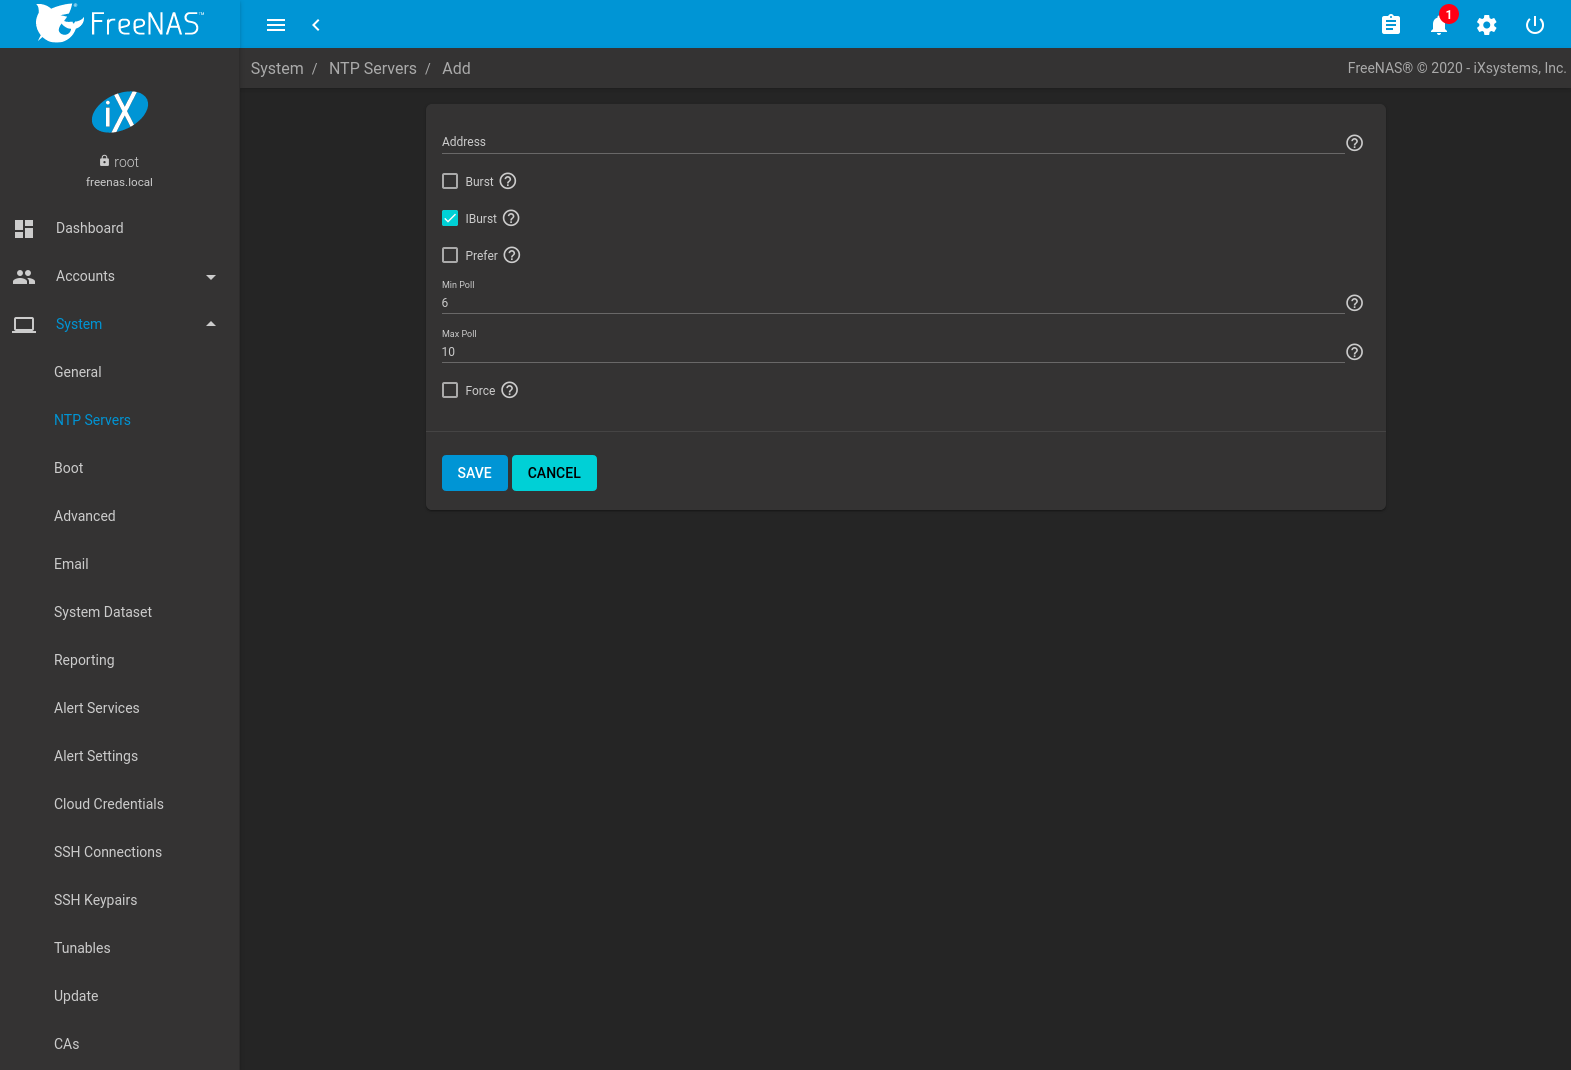 FreeNAS™
1
System / NTP Servers / Add
FreeNAS® © 2020 - iXsystems, Inc.
iX
root
freenas.local
Dashboard
Accounts
System
General
NTP Servers
Boot
Advanced
Email
System Dataset
Reporting
Alert Services
Alert Settings
Cloud Credentials
SSH Connections
SSH Keypairs
Tunables
Update
CAs
Address
Burst
IBurst
Prefer
Min Poll
6
Max Poll
10
Force
SAVE CANCEL